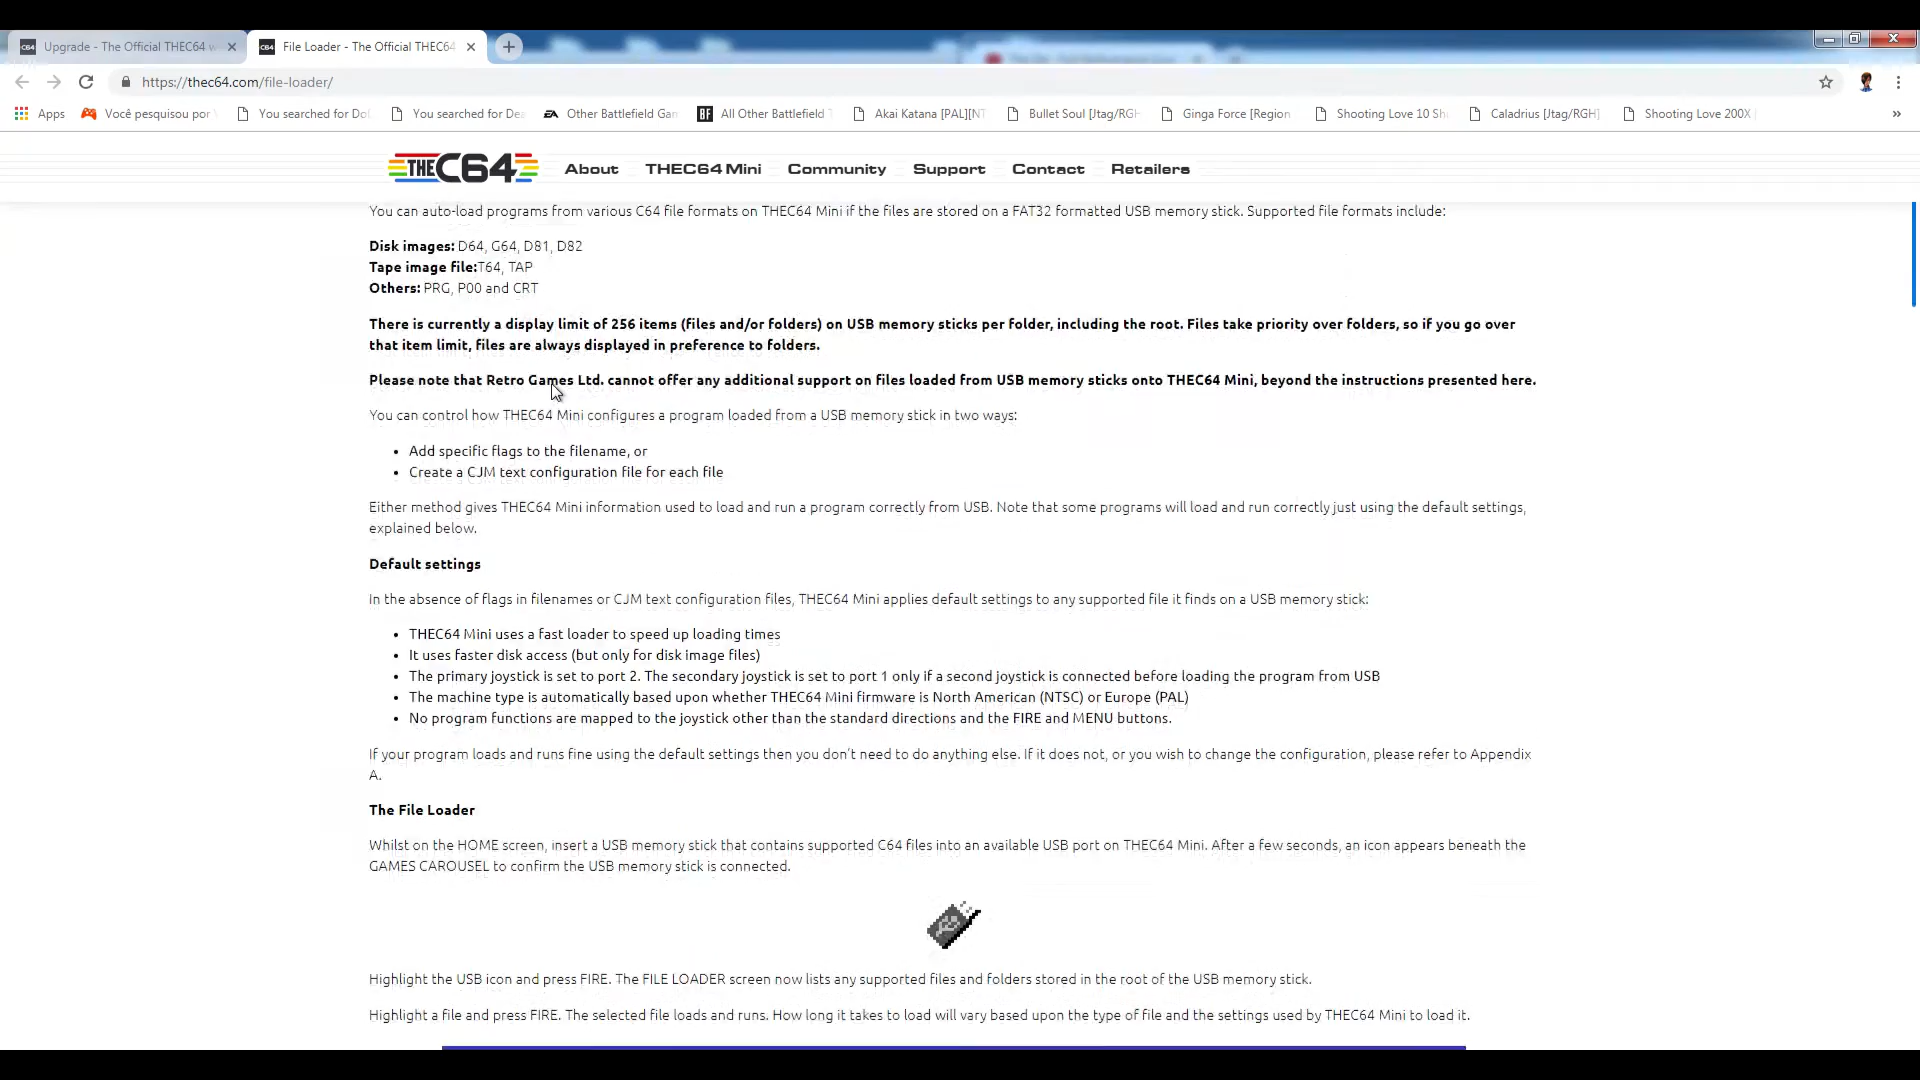 Upgrade - The Official THEC64 w
File Loader - The Official THEC64
https://thec64.com/file-loader/
Apps
Você pesquisou por
You searched for Do
You searched for De
Other Battlefield Gam
All Other Battlefield T
Akai Katana [PAL][NT
Bullet Soul [Jtag/RGH
Ginga Force [Region
Shooting Love 10 Sh
Caladrius [Jtag/RGH]
Shooting Love 200X
THEC64
About
THEC64 Mini
Community
Support
Contact
Retailers
You can auto-load programs from various C64 file formats on THEC64 Mini if the files are stored on a FAT32 formatted USB memory stick. Supported file formats include:
Disk images: D64, G64, D81, D82
Tape image file:T64, TAP
Others: PRG, P00 and CRT
There is currently a display limit of 256 items (files and/or folders) on USB memory sticks per folder, including the root. Files take priority over folders, so if you go over
that item limit, files are always displayed in preference to folders.
Please note that Retro Games Ltd. cannot offer any additional support on files loaded from USB memory sticks onto THEC64 Mini, beyond the instructions presented here.
You can control how THEC64 Mini configures a program loaded from a USB memory stick in two ways:
• Add specific flags to the filename, or
• Create a CJM text configuration file for each file
Either method gives THEC64 Mini information used to load and run a program correctly from USB. Note that some programs will load and run correctly just using the default settings,
explained below.
Default settings
In the absence of flags in filenames or CJM text configuration files, THEC64 Mini applies default settings to any supported file it finds on a USB memory stick:
• THEC64 Mini uses a fast loader to speed up loading times
• It uses faster disk access (but only for disk image files)
• The primary joystick is set to port 2. The secondary joystick is set to port 1 only if a second joystick is connected before loading the program from USB
• The machine type is automatically based upon whether THEC64 Mini firmware is North American (NTSC) or Europe (PAL)
• No program functions are mapped to the joystick other than the standard directions and the FIRE and MENU buttons.
If your program loads and runs fine using the default settings then you don't need to do anything else. If it does not, or you wish to change the configuration, please refer to Appendix
A.
The File Loader
Whilst on the HOME screen, insert a USB memory stick that contains supported C64 files into an available USB port on THEC64 Mini. After a few seconds, an icon appears beneath the
GAMES CAROUSEL to confirm the USB memory stick is connected.
Highlight the USB icon and press FIRE. The FILE LOADER screen now lists any supported files and folders stored in the root of the USB memory stick.
Highlight a file and press FIRE. The selected file loads and runs. How long it takes to load will vary based upon the type of file and the settings used by THEC64 Mini to load it.